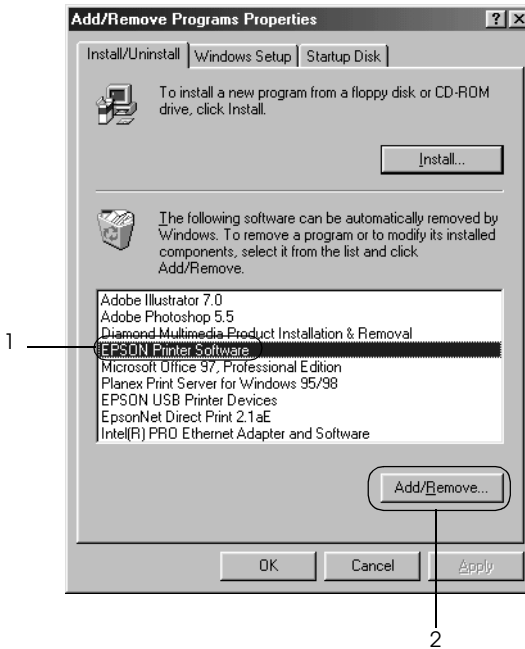 Add/Remove Programs Properties
Install/Uninstall Windows Setup Startup Disk
To install a new program from a floppy disk or CD-ROM
drive, click Install.
Install...
The following software can be automatically removed by
Windows. To remove a program or to modify its installed
components, select it from the list and click
Add/Remove.
Adobe Illustrator 7.0
Adobe Photoshop 5.5
Diamond Multimedia Product Installation & Removal
1 EPSON Printer Software
Microsoft Office 97, Professional Edition
Planex Print Server for Windows 95/98
EPSON USB Printer Devices
EpsonNet Direct Print 2.1aE
Intel(R) PRO Ethernet Adapter and Software
Add/Remove...
OK Cancel Apply
2